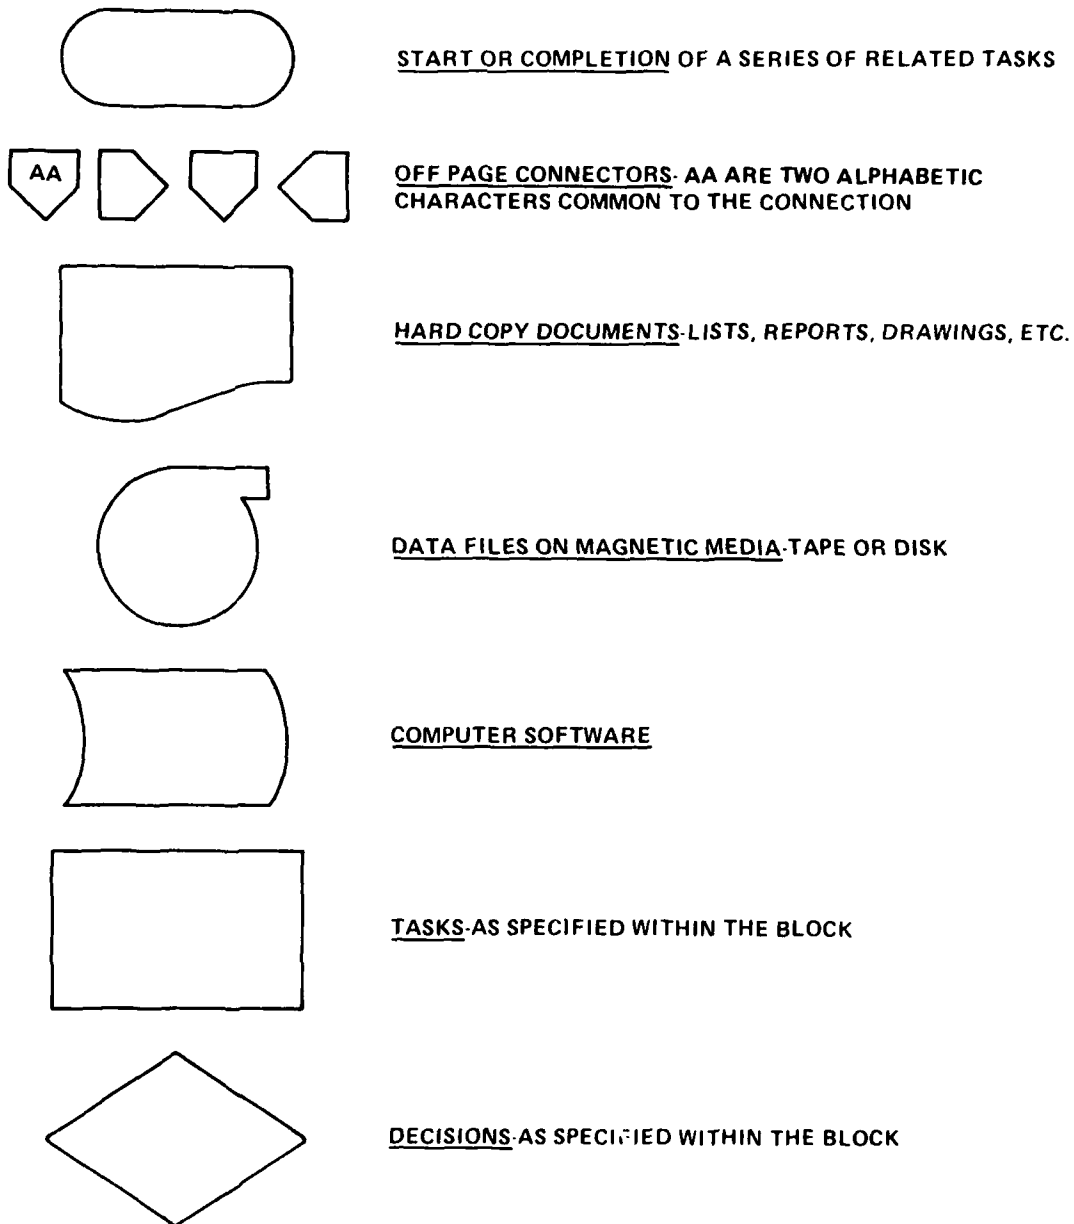 START OR COMPLETION OF A SERIES OF RELATED TASKS
AA
OFF PAGE CONNECTORS- AA ARE TWO ALPHABETIC
CHARACTERS COMMON TO THE CONNECTION
HARD COPY DOCUMENTS-LISTS, REPORTS, DRAWINGS, ETC.
DATA FILES ON MAGNETIC MEDIA-TAPE OR DISK
COMPUTER SOFTWARE
TASKS-AS SPECIFIED WITHIN THE BLOCK
DECISIONS-AS SPECIFIED WITHIN THE BLOCK